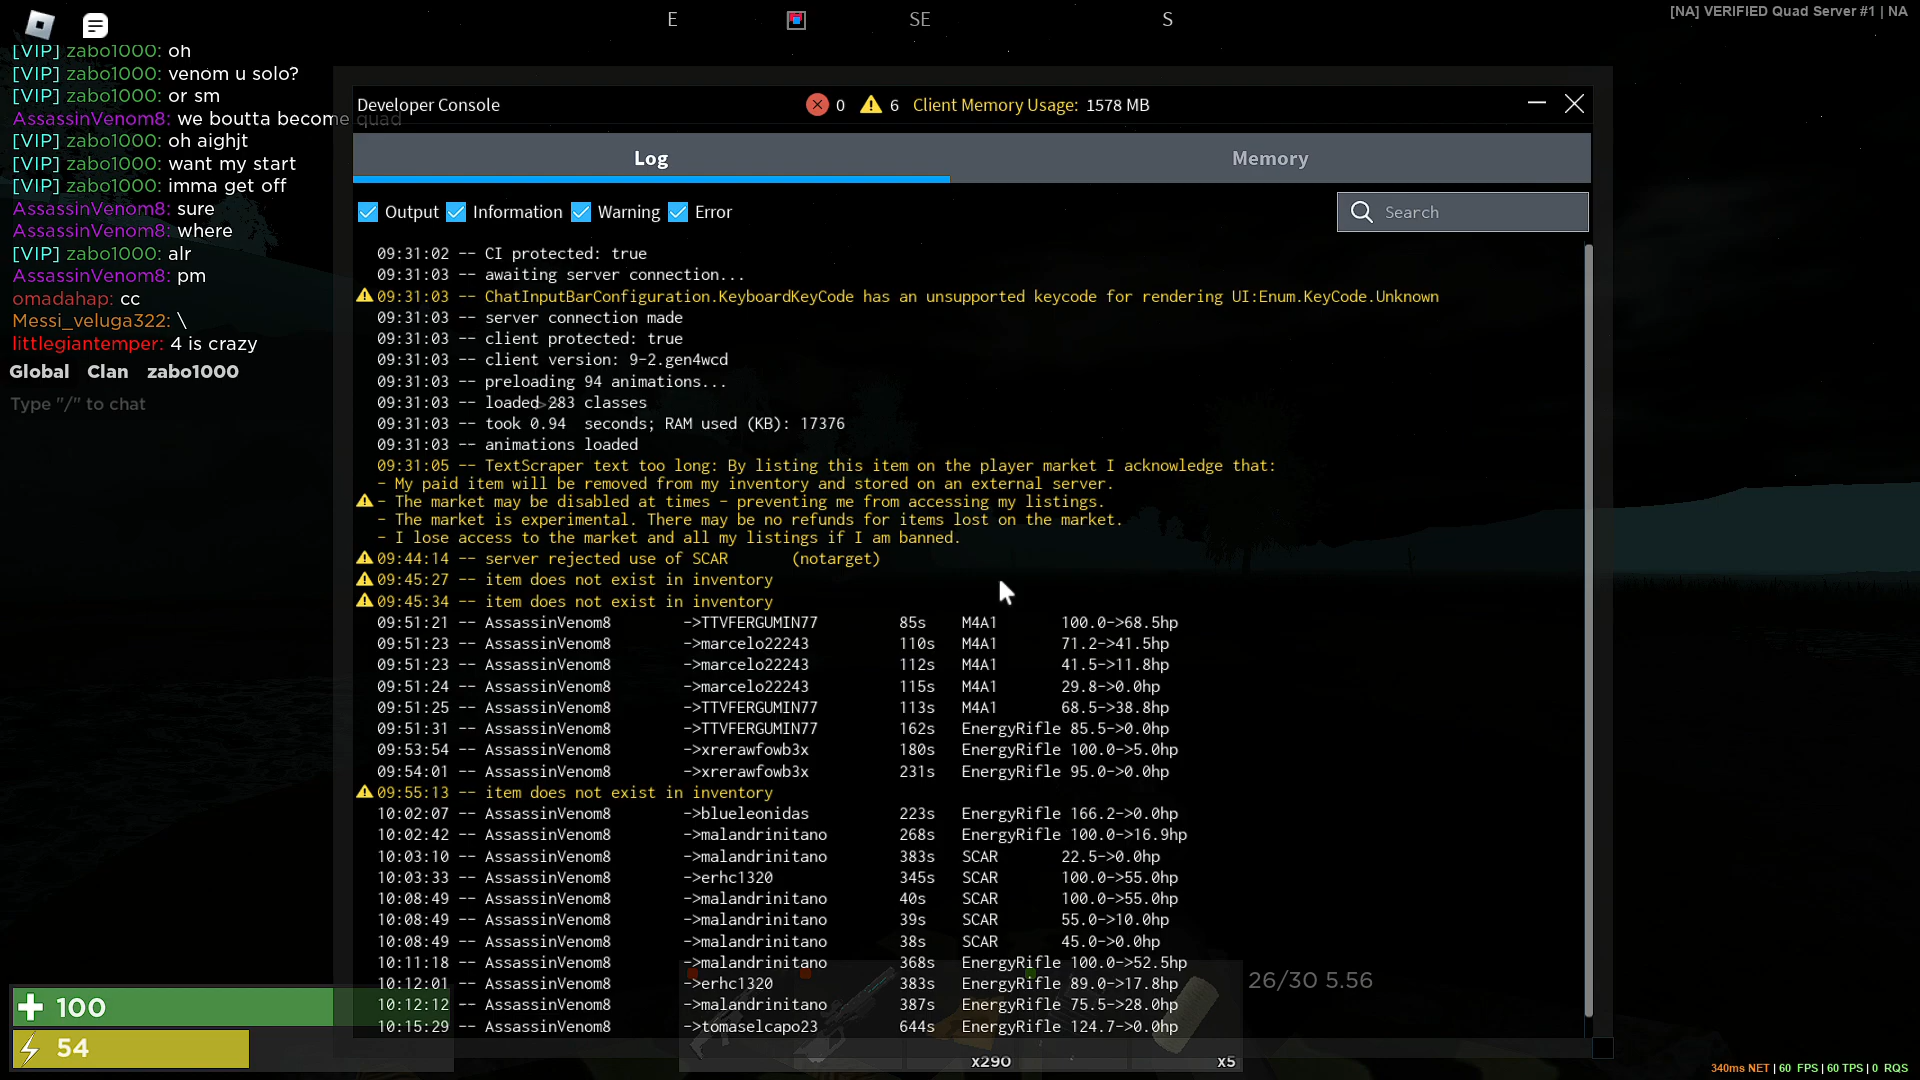 E
SE
S
[NA] VERIFIED Quad Server #1 | NA
[VIP] zabo1000: oh
[VIP] zabo1000: venom u solo?
[VIP] zabo1000: or sm
AssassinVenom8: we boutta become quad
[VIP] zabo1000: oh aighjt
[VIP] zabo1000: want my start
[VIP] zabo1000: imma get off
AssassinVenom8: sure
AssassinVenom8: where
[VIP] zabo1000: alr
AssassinVenom8: pm
omadahap: cc
Messi_veluga322: \
littlegiantemper: 4 is crazy
Global Clan zabo1000
Type "/" to chat
Developer Console
0
6
Client Memory Usage: 1578 MB
Log
Memory
Output
Information
Warning
Error
Search
09:31:02 -- CI protected: true
09:31:03 -- awaiting server connection...
09:31:03 -- ChatInputBarConfiguration.KeyboardKeyCode has an unsupported keycode for rendering UI:Enum.KeyCode.Unknown
09:31:03 -- server connection made
09:31:03 -- client protected: true
09:31:03 -- client version: 9-2.gen4wcd
09:31:03 -- preloading 94 animations...
09:31:03 -- loaded 283 classes
09:31:03 -- took 0.94 seconds; RAM used (KB): 17376
09:31:03 -- animations loaded
09:31:05 -- TextScraper text too long: By listing this item on the player market I acknowledge that:
- My paid item will be removed from my inventory and stored on an external server.
- The market may be disabled at times - preventing me from accessing my listings.
- The market is experimental. There may be no refunds for items lost on the market.
- I lose access to the market and all my listings if I am banned.
09:44:14 -- server rejected use of SCAR (notarget)
09:45:27 -- item does not exist in inventory
09:45:34 -- item does not exist in inventory
09:51:21 -- AssassinVenom8 ->TTVFERGUMIN77 85s M4A1 100.0->68.5hp
09:51:23 -- AssassinVenom8 ->marcelo22243 110s M4A1 71.2->41.5hp
09:51:23 -- AssassinVenom8 ->marcelo22243 112s M4A1 41.5->11.8hp
09:51:24 -- AssassinVenom8 ->marcelo22243 115s M4A1 29.8->0.0hp
09:51:25 -- AssassinVenom8 ->TTVFERGUMIN77 113s M4A1 68.5->38.8hp
09:51:31 -- AssassinVenom8 ->TTVFERGUMIN77 162s EnergyRifle 85.5->0.0hp
09:53:54 -- AssassinVenom8 ->xrerawfowb3x 180s EnergyRifle 100.0->5.0hp
09:54:01 -- AssassinVenom8 ->xrerawfowb3x 231s EnergyRifle 95.0->0.0hp
09:55:13 -- item does not exist in inventory
10:02:07 -- AssassinVenom8 ->blueleonidas 223s EnergyRifle 166.2->0.0hp
10:02:42 -- AssassinVenom8 ->malandrinitano 268s EnergyRifle 100.0->16.9hp
10:03:10 -- AssassinVenom8 ->malandrinitano 383s SCAR 22.5->0.0hp
10:03:33 -- AssassinVenom8 ->erhc1320 345s SCAR 100.0->55.0hp
10:08:49 -- AssassinVenom8 ->malandrinitano 40s SCAR 100.0->55.0hp
10:08:49 -- AssassinVenom8 ->malandrinitano 39s SCAR 55.0->10.0hp
10:08:49 -- AssassinVenom8 ->malandrinitano 38s SCAR 45.0->0.0hp
10:11:18 -- AssassinVenom8 ->malandrinitano 368s EnergyRifle 100.0->52.5hp
10:12:01 -- AssassinVenom8 ->erhc1320 383s EnergyRifle 89.0->17.8hp
10:12:12 -- AssassinVenom8 ->malandrinitano 387s EnergyRifle 75.5->28.0hp
10:15:29 -- AssassinVenom8 ->tomaselcapo23 644s EnergyRifle 124.7->0.0hp
26/30 5.56
100
54
x290
x5
340ms NET | 60 FPS | 60 TPS | 0 RQS